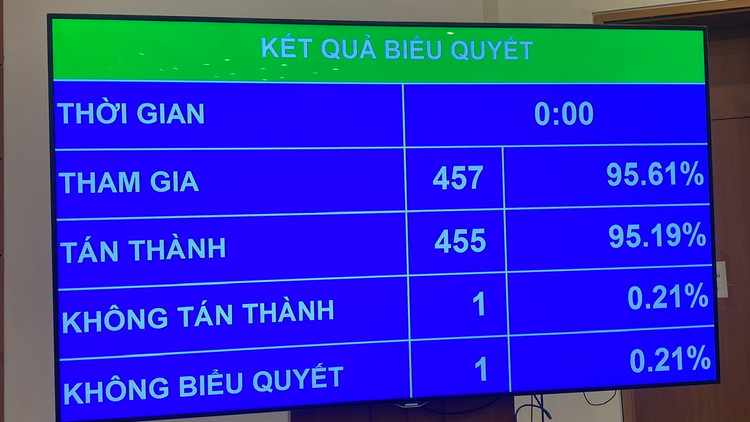 KẾT QUẢ BIỂU QUYẾT
THỜI GIAN 0:00
THAM GIA 457 95.61%
TÁN THÀNH 455 95.19%
KHÔNG TÁN THÀNH 1 0.21%
KHÔNG BIỂU QUYẾT 1 0.21%